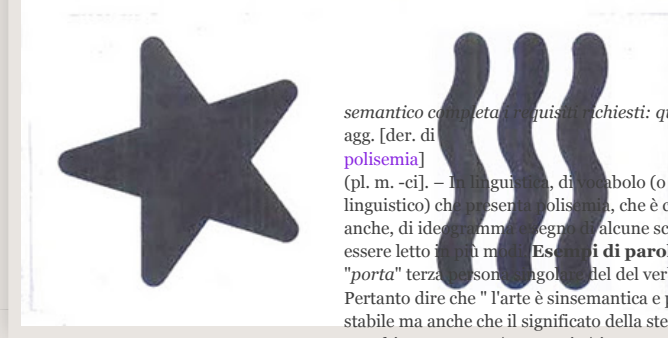 semantico completa i requisiti richiesti: qu
agg. [der. di
polisemia]
(pl. m. -ci]. – In linguistica, di vocabolo (o
linguistico) che presenta polisemia, che è c
anche, di ideogramma o segno di alcune sc
essere letto in più modi. Esempi di parol
"porta" terza persona singolare del del ver
Pertanto dire che " l'arte è sinsemantica e p
stabile ma anche che il significato della ste